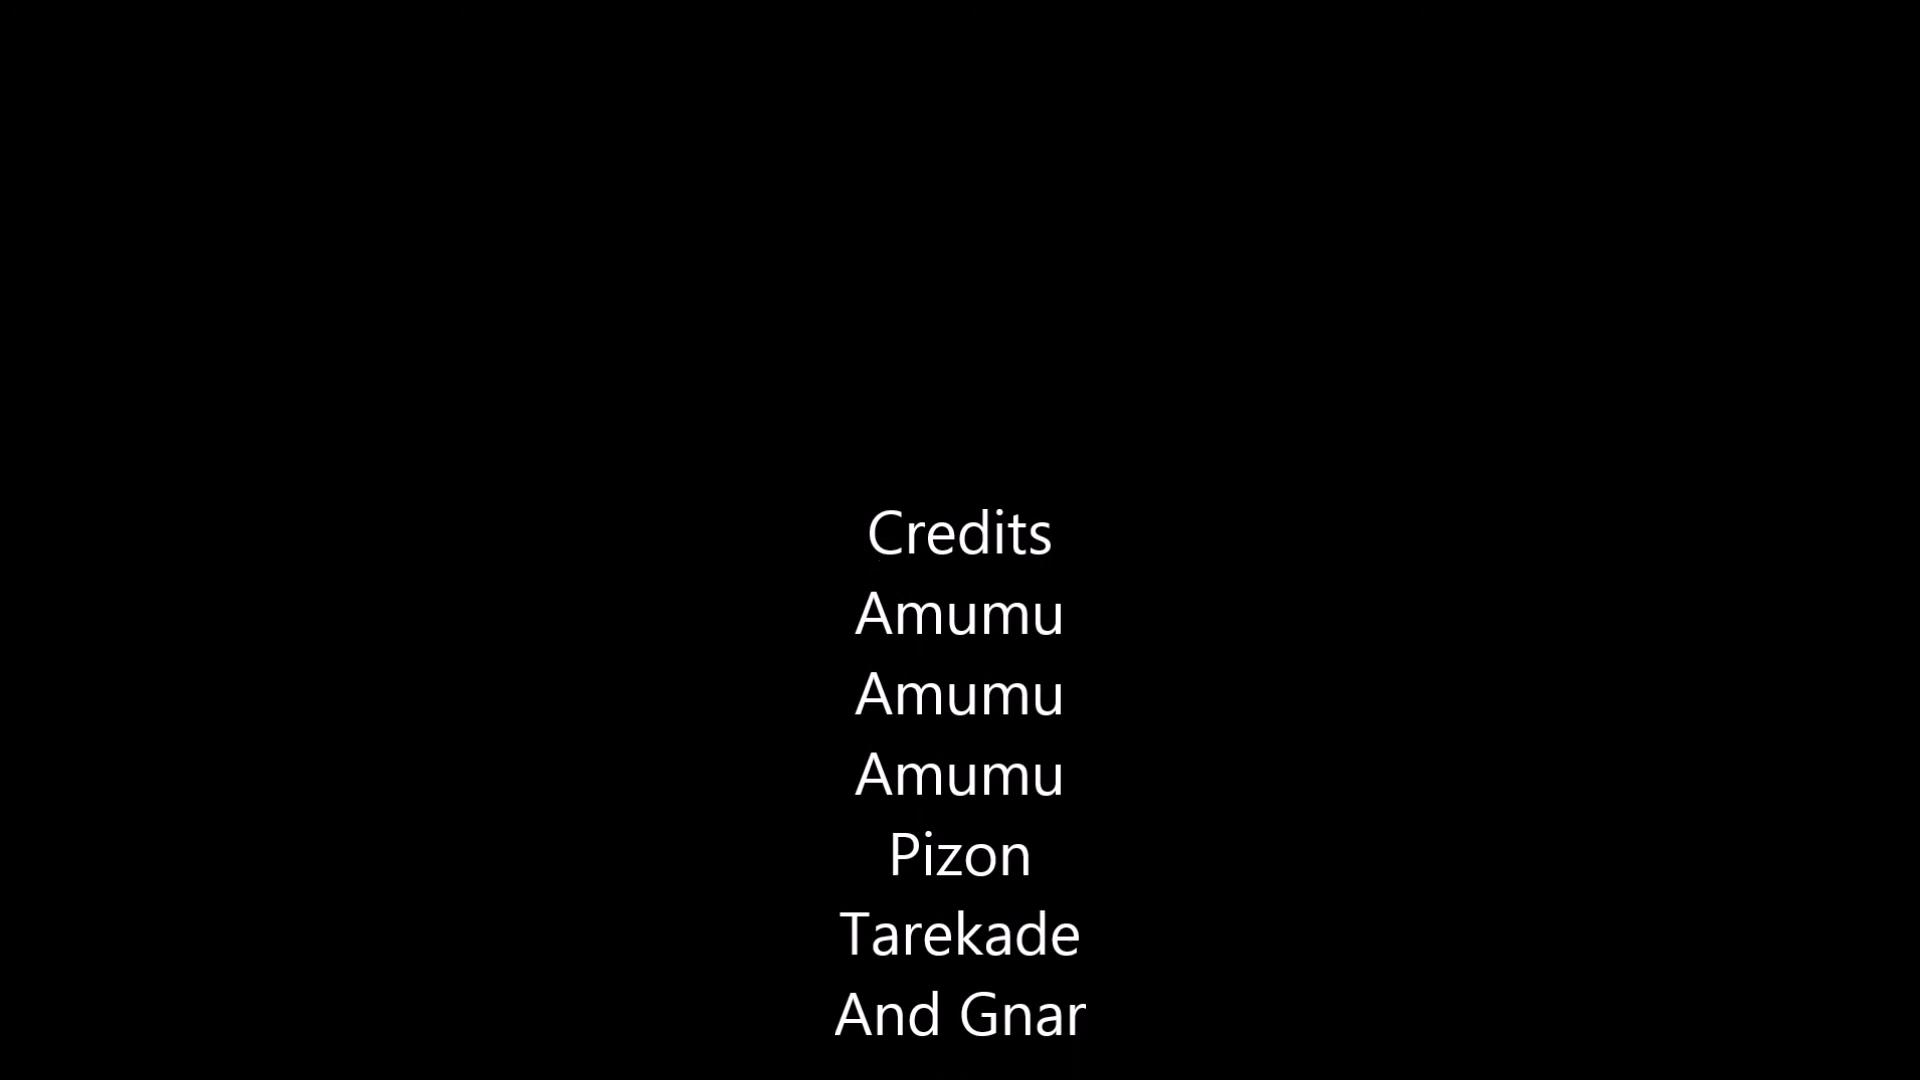 Credits
Amumu
Amumu
Amumu
Pizon
Tarekade
And Gnar